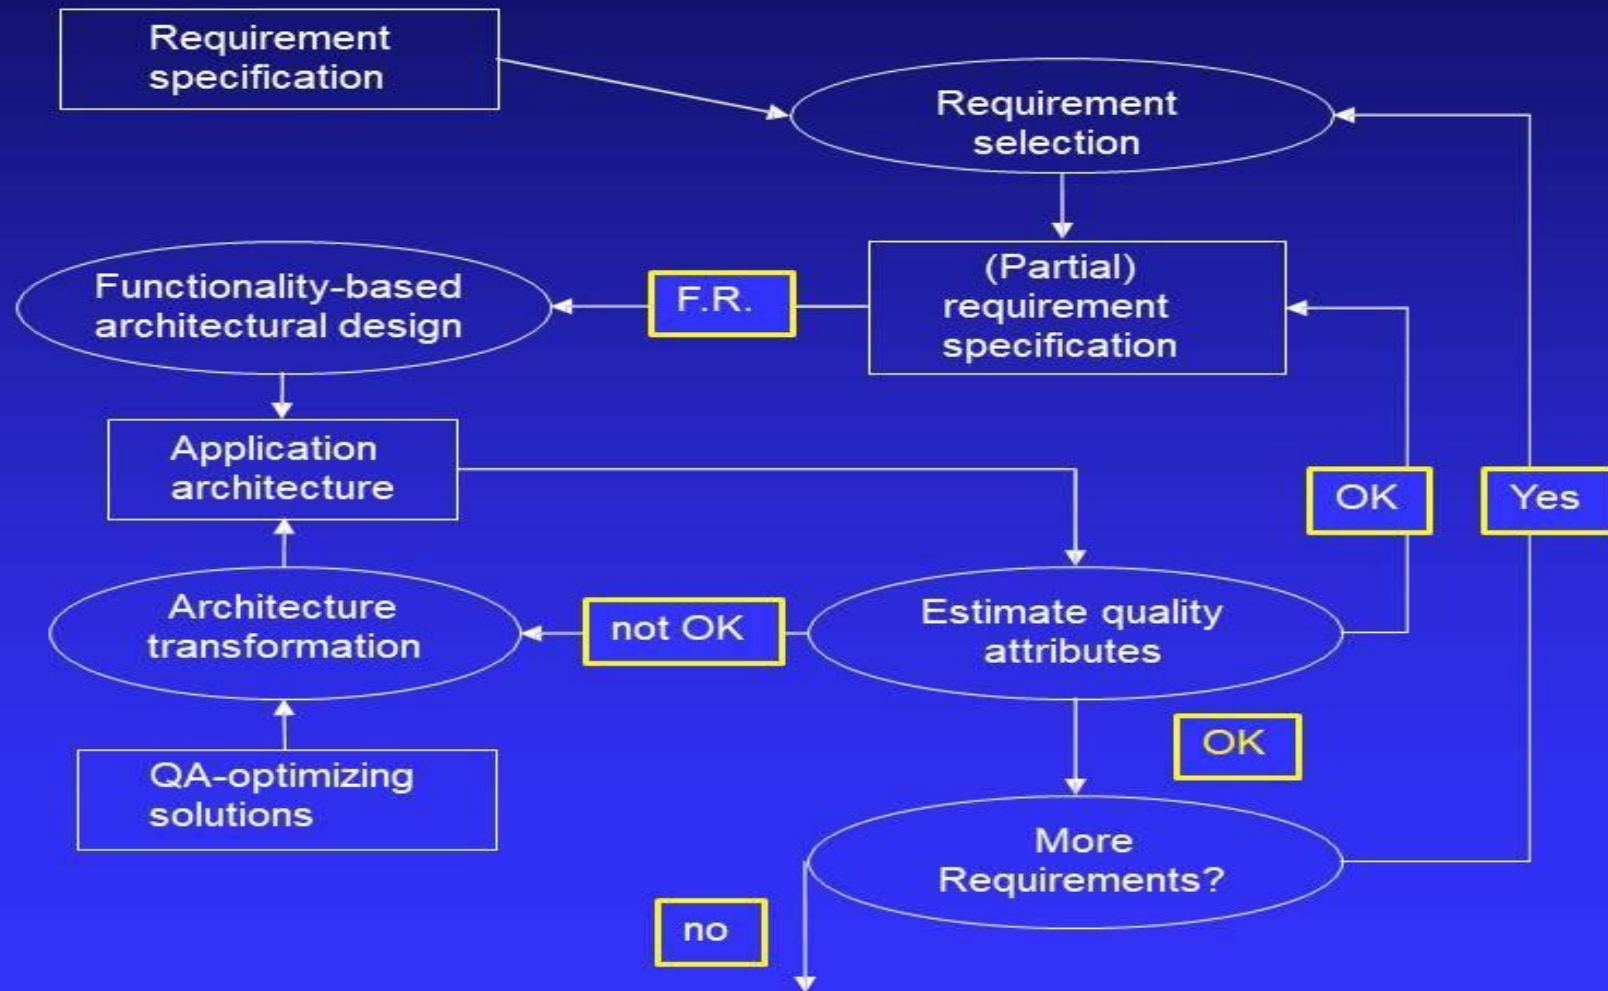 Requirement
specification
Requirement
selection
Functionality-based
architectural design
F.R.
(Partial)
requirement
specification
Application
architecture
OK
Yes
Architecture
transformation
not OK
Estimate quality
attributes
OK
QA-optimizing
solutions
More
Requirements?
no